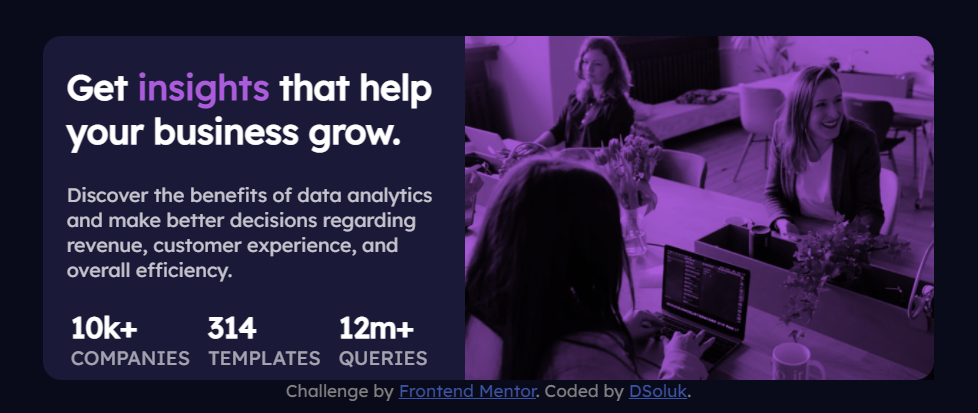 Get insights that help
your business grow.
Discover the benefits of data analytics
and make better decisions regarding
revenue, customer experience, and
overall efficiency.
10k+ 314 12m+
COMPANIES TEMPLATES QUERIES
Challenge by Frontend Mentor. Coded by DSoluk.